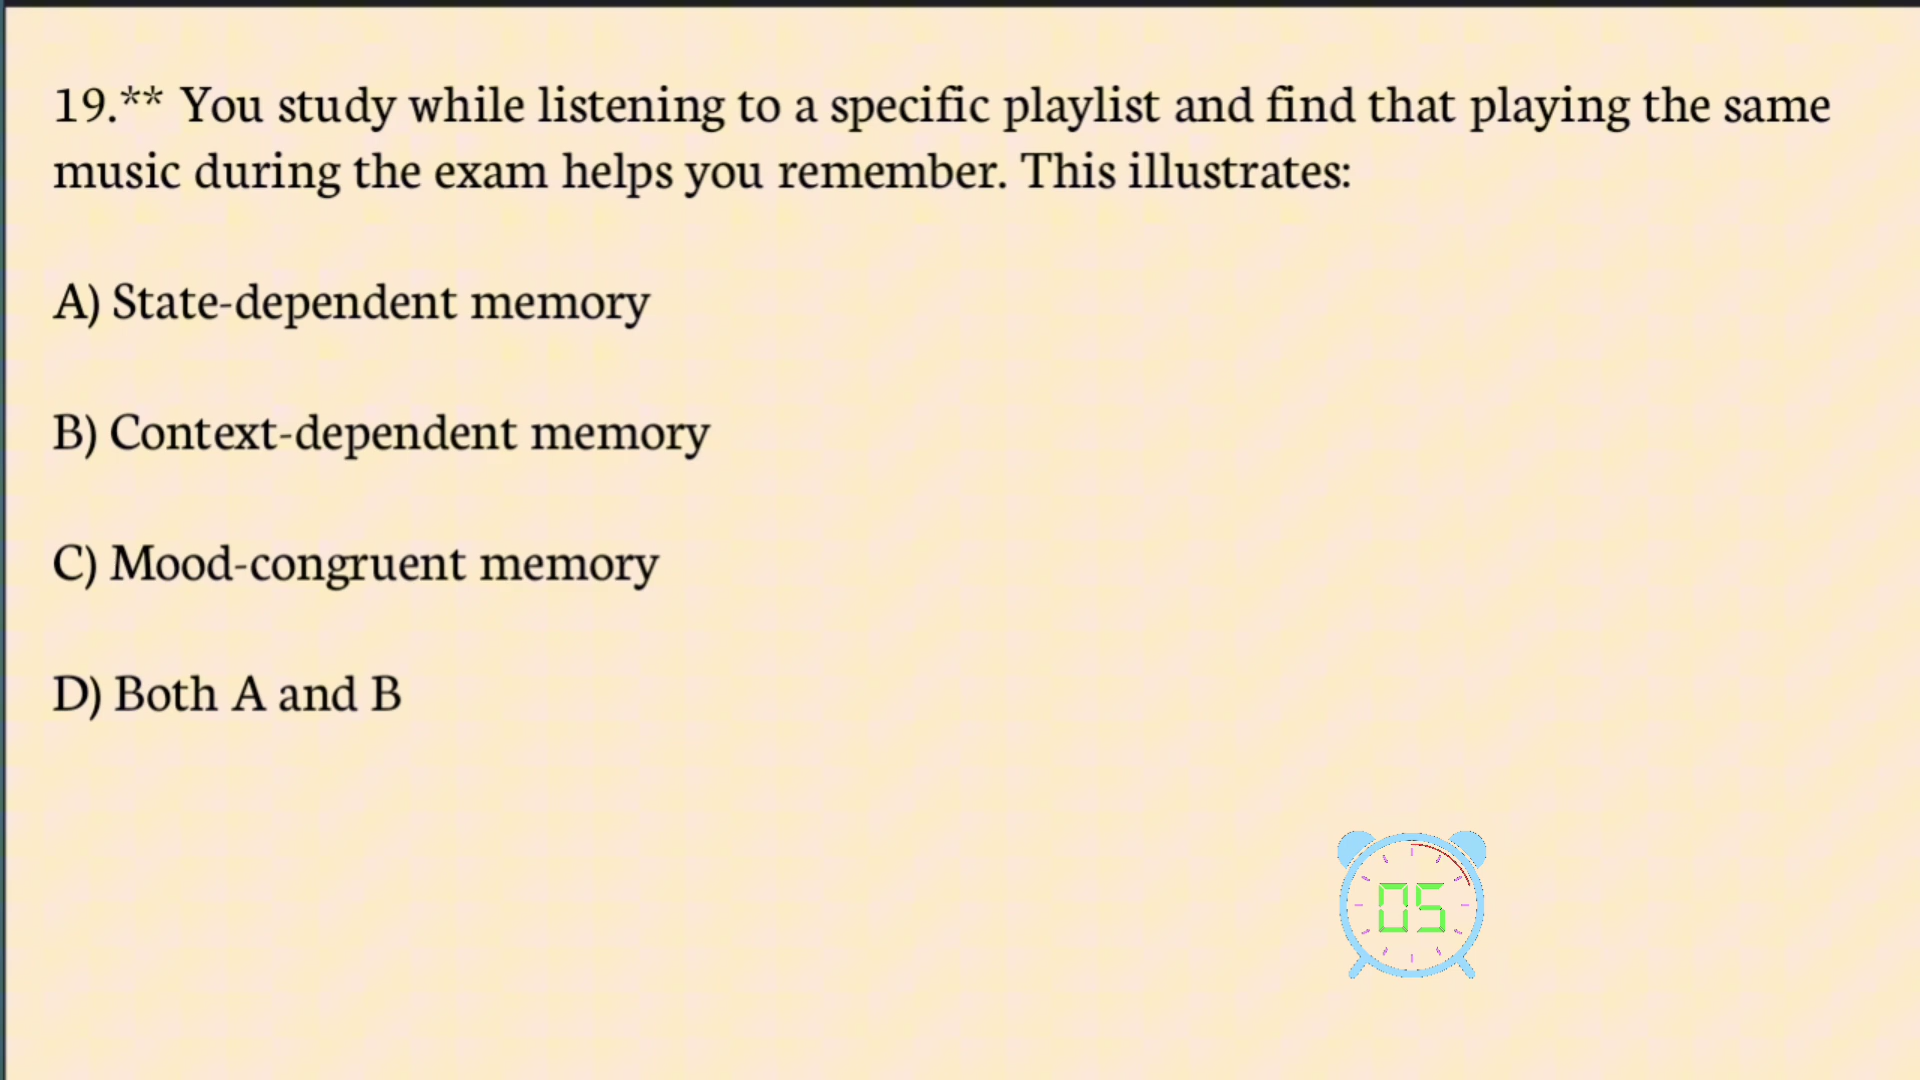 19.** You study while listening to a specific playlist and find that playing the same
music during the exam helps you remember. This illustrates:
A) State-dependent memory
B) Context-dependent memory
C) Mood-congruent memory
D) Both A and B
05